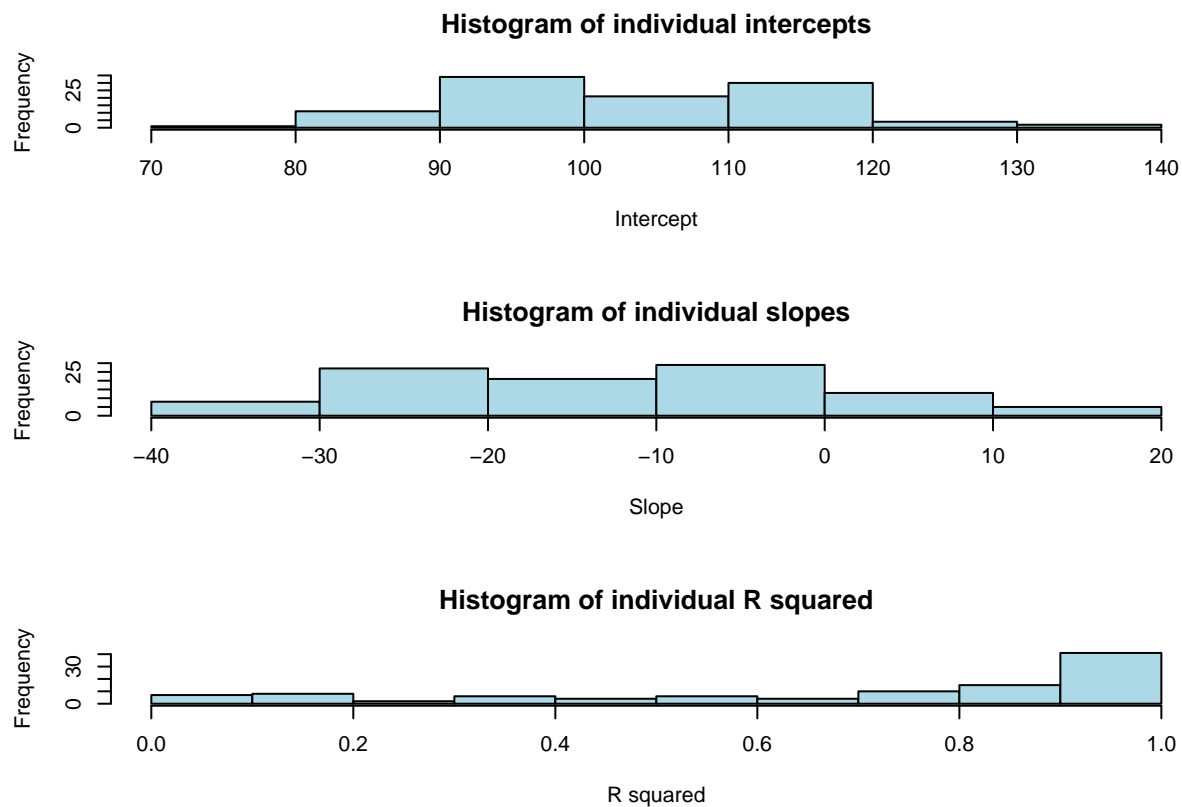 Histogram of individual intercepts
Frequency
25
0
70 80 90 100 110 120 130 140
Intercept
Histogram of individual slopes
Frequency
25
0
−40 −30 −20 −10 0 10 20
Slope
Histogram of individual R squared
Frequency
30
0
0.0 0.2 0.4 0.6 0.8 1.0
R squared